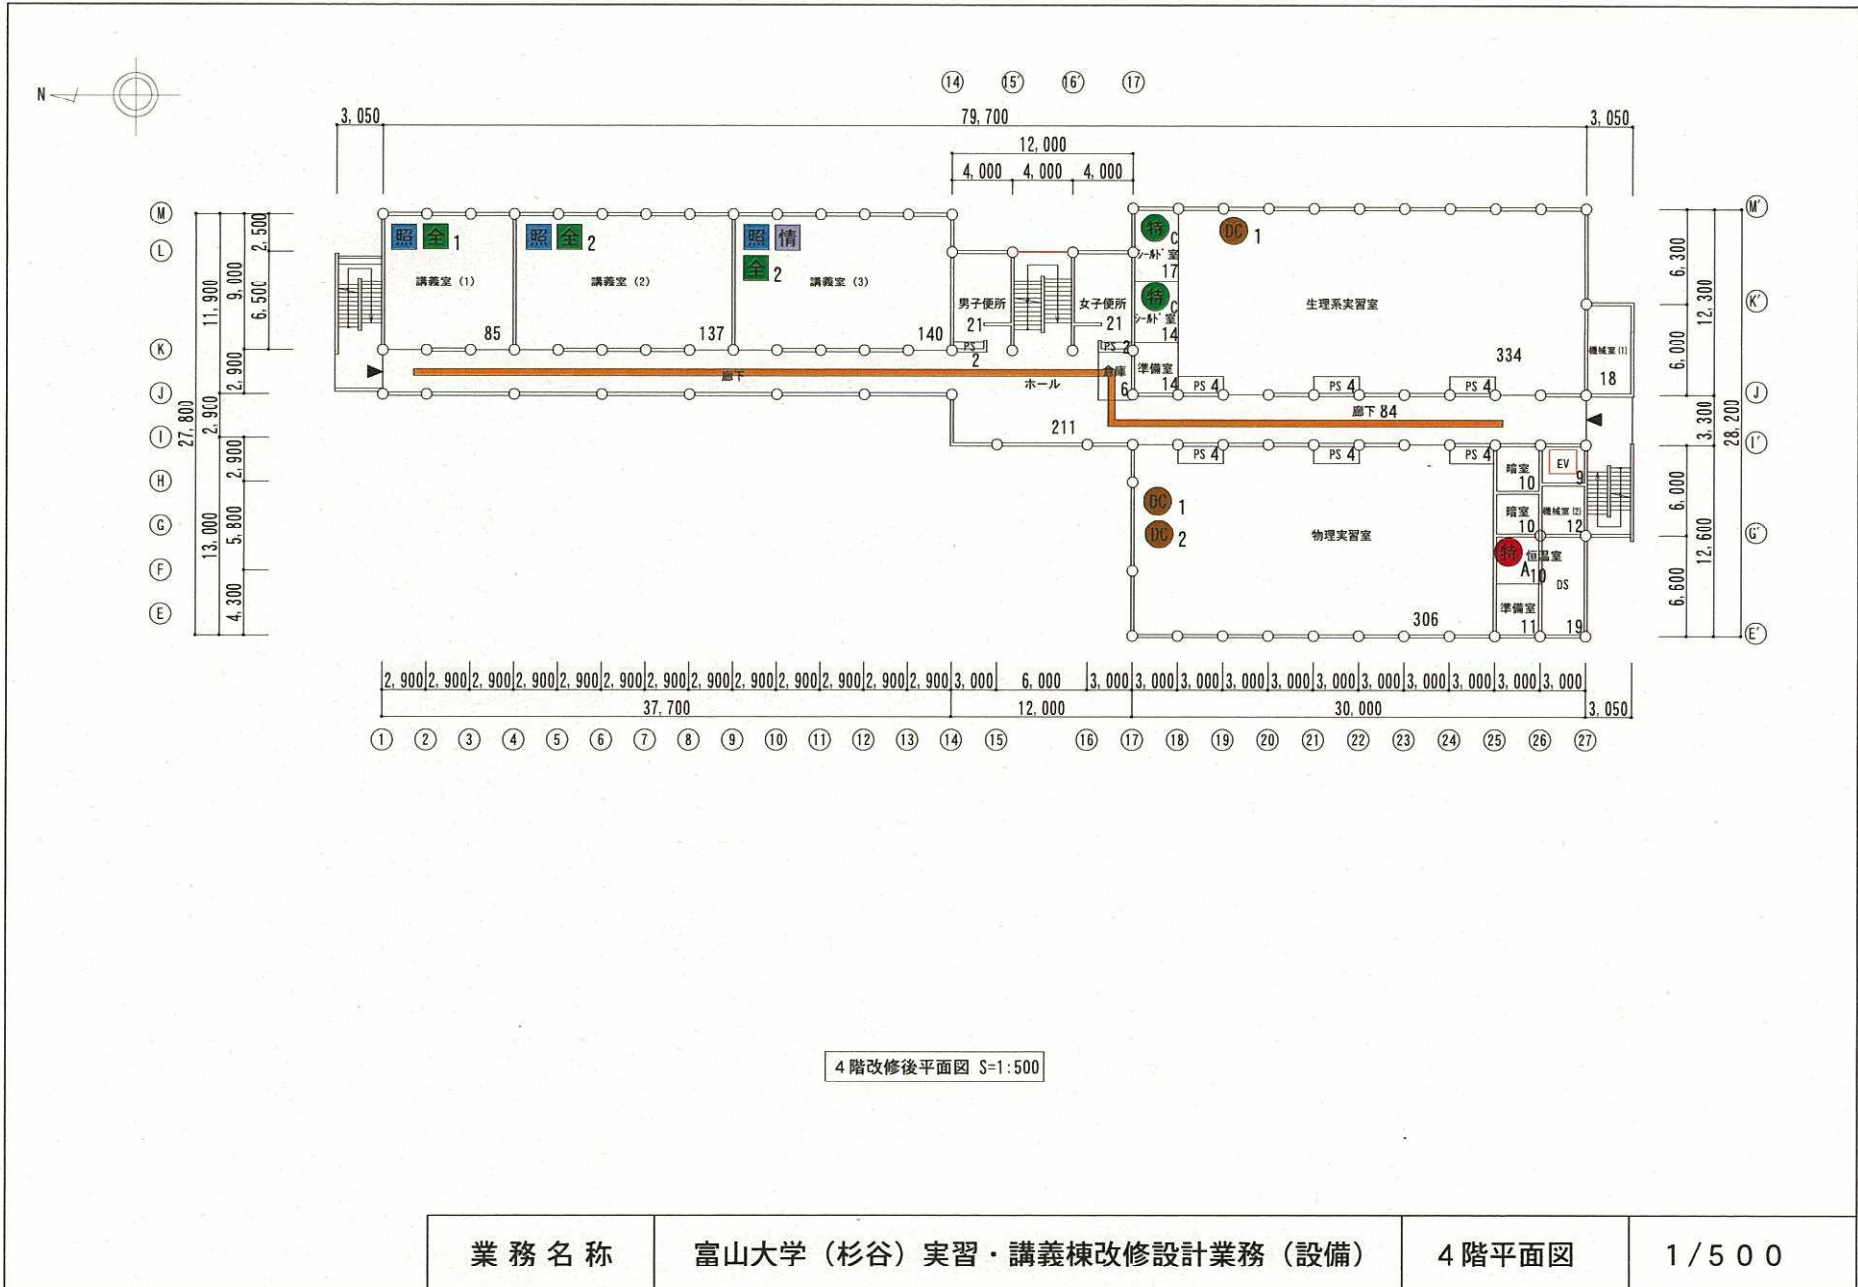 N
⑭ ⑮' ⑯' ⑰
3,050 79,700 3,050
12,000
4,000 4,000 4,000
Ⓜ Ⓛ Ⓚ Ⓙ Ⓘ Ⓗ Ⓖ Ⓕ Ⓔ
27,800
11,900 2,900 13,000
9,000 2,900 2,900 5,800 4,300
2,500 6,500
照 全 1
講義室(1)
85
照 全 2
講義室(2)
137
照 情
全 2
講義室(3)
140
男子便所
21
PS
2
女子便所
21
PS 2
倉庫
6
特 C
シールド室
17
特 C
シールド室
14
準備室
14
DC 1
生理系実習室
334
PS 4 PS 4 PS 4
機械室(1)
18
廊下
ホール
211
廊下 84
PS 4 PS 4 PS 4
DC 1
DC 2
物理実習室
306
暗室
10
暗室
10
特 恒温室
A 10
準備室
11
EV
9
機械室(2)
12
DS
19
Ⓜ' Ⓚ' Ⓙ Ⓘ' Ⓖ' Ⓔ'
6,300 6,000 6,000 6,600
12,300 3,300 12,600
28,200
2,900 2,900 2,900 2,900 2,900 2,900 2,900 2,900 2,900 2,900 2,900 2,900 2,900 3,000 6,000 3,000 3,000 3,000 3,000 3,000 3,000 3,000 3,000 3,000 3,000 3,000
37,700 12,000 30,000 3,050
① ② ③ ④ ⑤ ⑥ ⑦ ⑧ ⑨ ⑩ ⑪ ⑫ ⑬ ⑭ ⑮ ⑯ ⑰ ⑱ ⑲ ⑳ ㉑ ㉒ ㉓ ㉔ ㉕ ㉖ ㉗
4階改修後平面図 S=1:500
業務名称 富山大学(杉谷)実習・講義棟改修設計業務(設備) 4階平面図 1/500